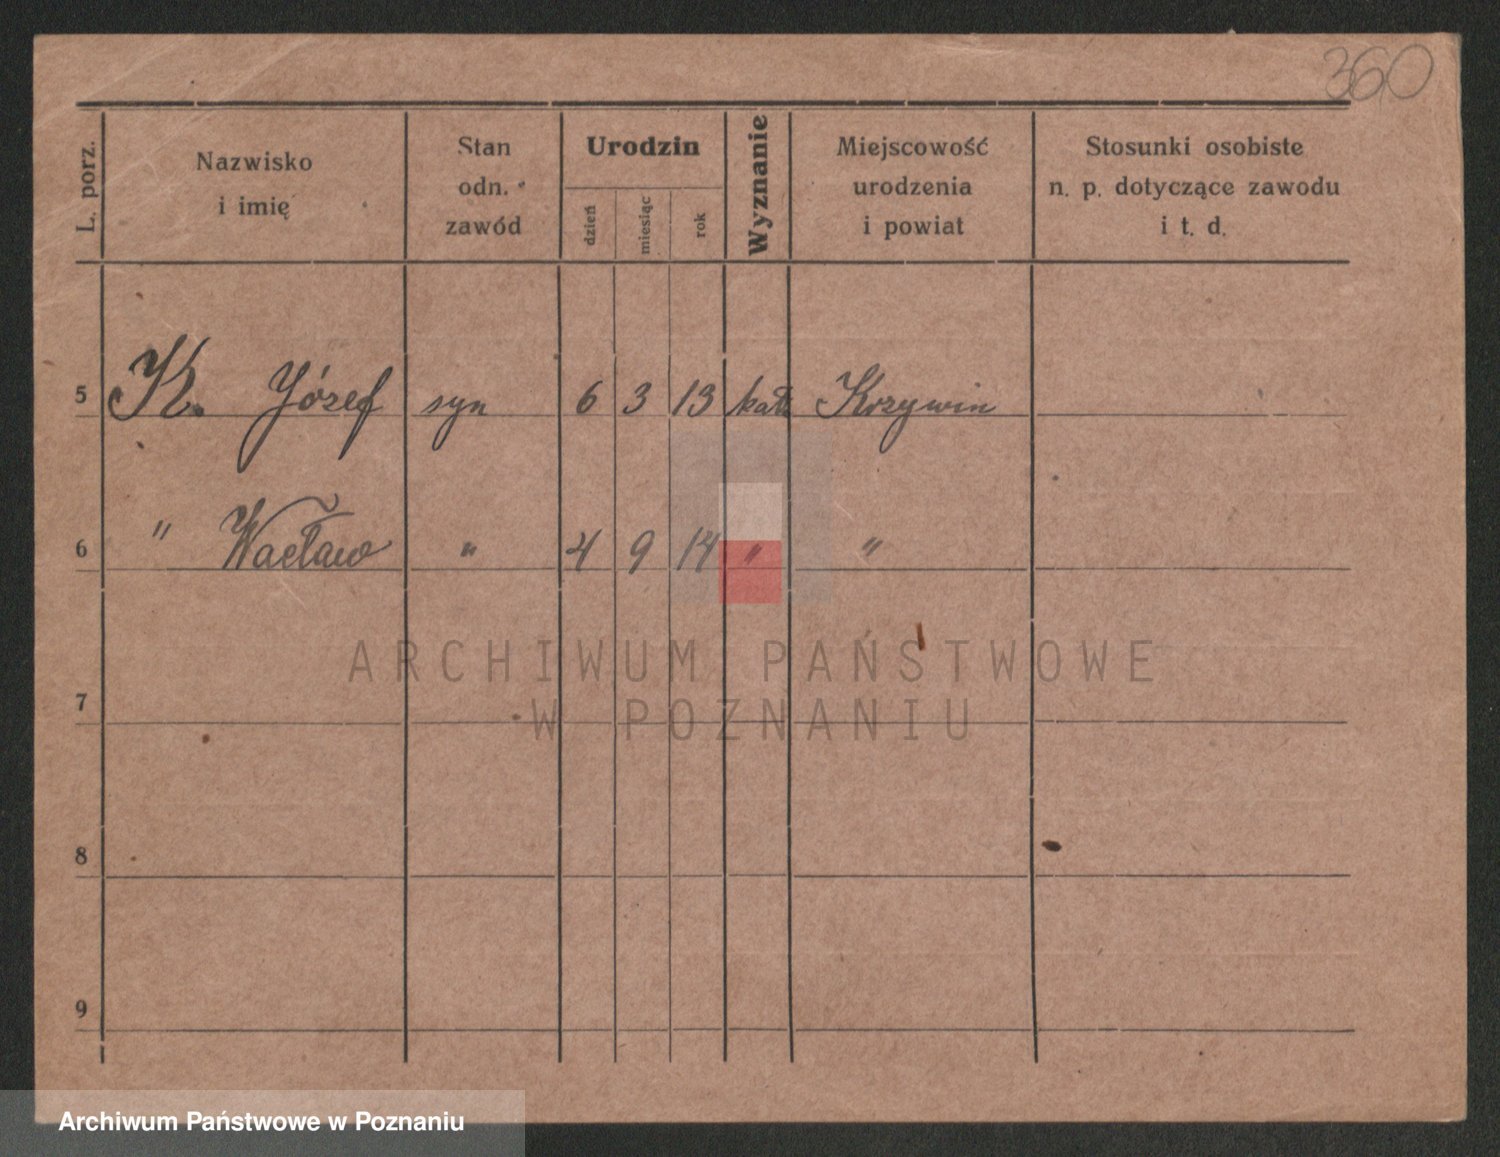 360
L. porz. Nazwisko i imię Stan odn. zawód Urodzin dzień miesiąc rok Wyznanie Miejscowość urodzenia i powiat Stosunki osobiste n. p. dotyczące zawodu i t. d.
5 K. Józef syn 6 3 13 kat. Krzywin
6 " Wacław " 4 9 14 " "
ARCHIWUM PAŃSTWOWE
W POZNANIU
7
8
9
Archiwum Państwowe w Poznaniu